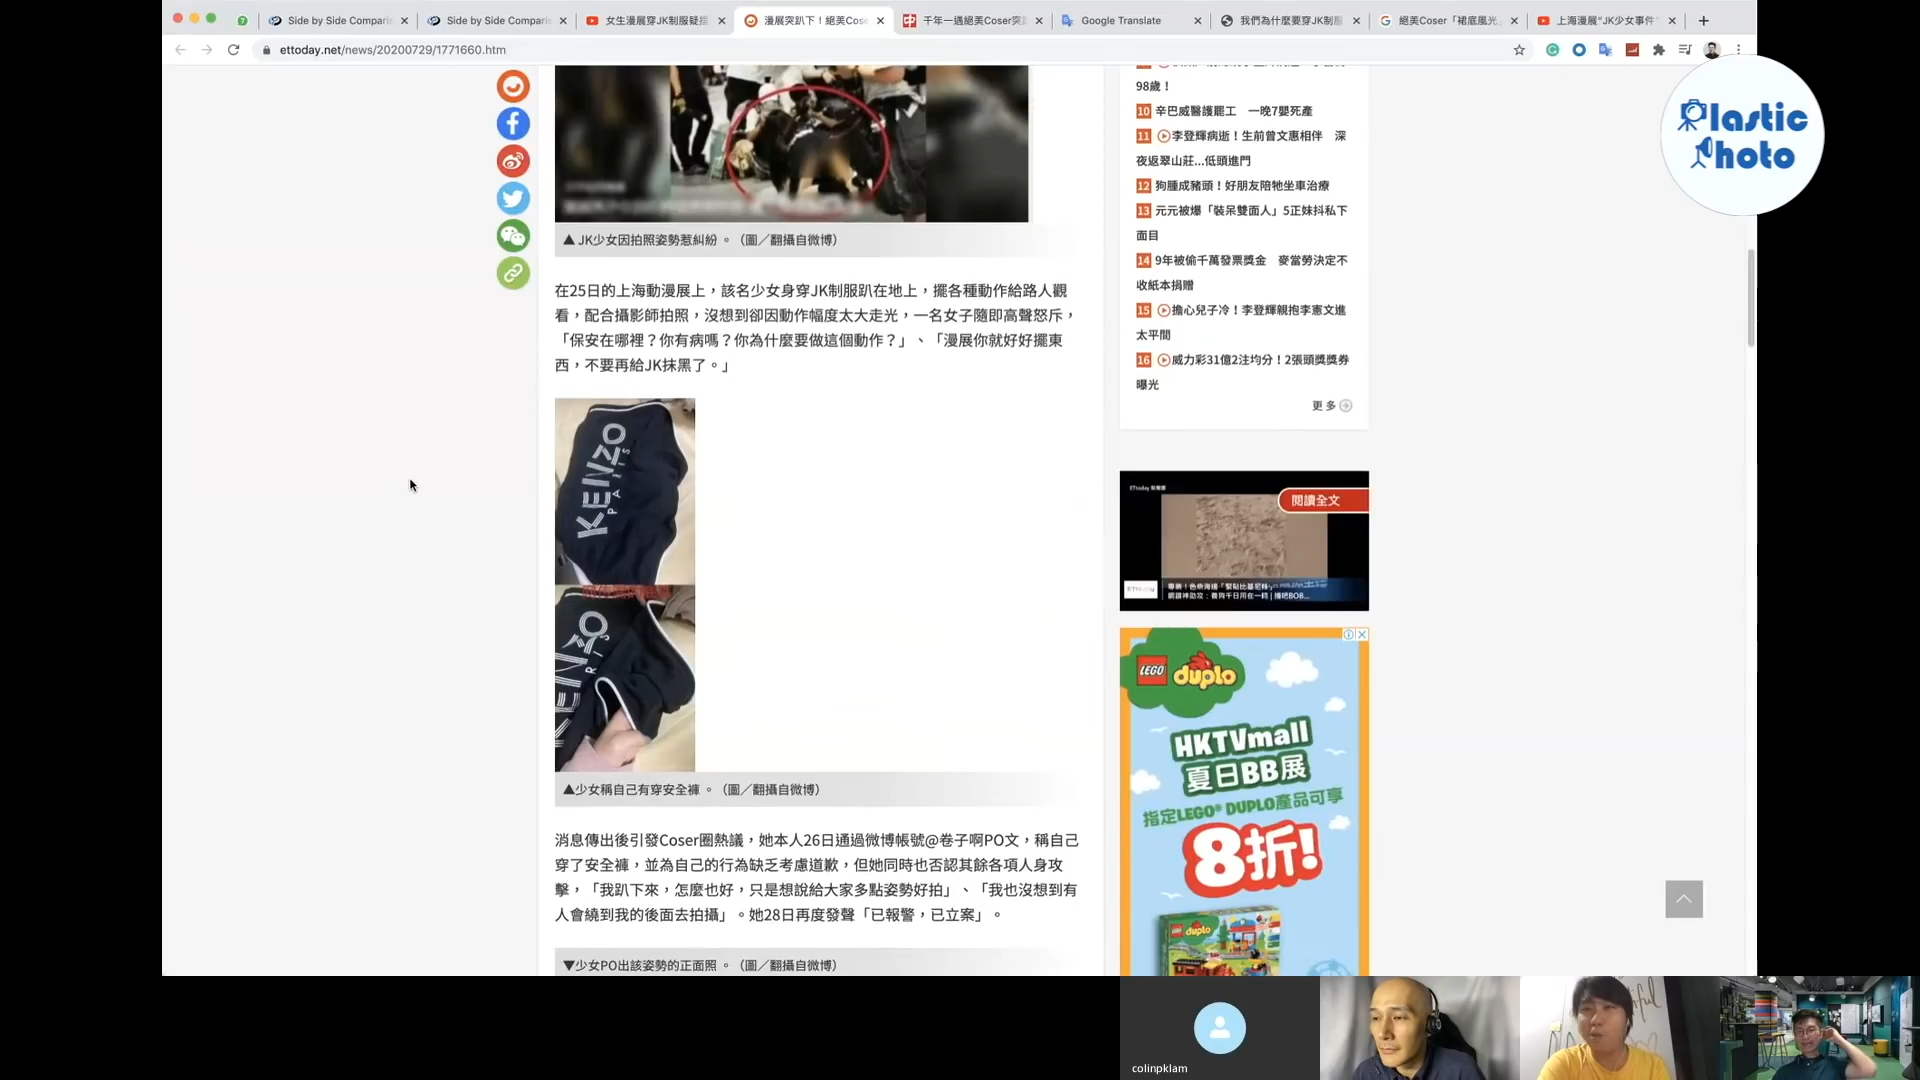 Side by Side Comparis
Side by Side Comparis
女生漫展穿JK制服疑
漫展突趴下！絕美Cos
千年一遇絕美Coser突
Google Translate
我們為什麼要穿JK制服
絕美Coser「裙底風光
上海漫展“JK少女事件”
ettoday.net/news/20200729/1771660.htm
Plastic
Photo
98歲！
10 辛巴威醫護罷工　一晚7嬰死產
11 李登輝病逝！生前曾文惠相伴　深
夜返翠山莊...低頭進門
12 狗腫成豬頭！好朋友陪牠坐車治療
13 元元被爆「裝呆雙面人」5正妹抖私下
面目
14 9年被偷千萬發票獎金　麥當勞決定不
收紙本捐贈
15 擔心兒子冷！李登輝親抱李憲文進
太平間
16 威力彩31億2注均分！2張頭獎獎券
曝光
更多
▲JK少女因拍照姿勢惹糾紛。（圖／翻攝自微博）
在25日的上海動漫展上，該名少女身穿JK制服趴在地上，擺各種動作給路人觀
看，配合攝影師拍照，沒想到卻因動作幅度太大走光，一名女子隨即高聲怒斥，
「保安在哪裡？你有病嗎？你為什麼要做這個動作？」、「漫展你就好好擺東
西，不要再給JK抹黑了。」
KENZO
PARIS
KENZO
▲少女稱自己有穿安全褲。（圖／翻攝自微博）
消息傳出後引發Coser圈熱議，她本人26日通過微博帳號@卷子啊PO文，稱自己
穿了安全褲，並為自己的行為缺乏考慮道歉，但她同時也否認其餘各項人身攻
擊，「我趴下來，怎麼也好，只是想說給大家多點姿勢好拍」、「我也沒想到有
人會繞到我的後面去拍攝」。她28日再度發聲「已報警，已立案」。
▼少女PO出該姿勢的正面照。（圖／翻攝自微博）
ETtoday 新聞雲
閱讀全文
LEGO duplo
HKTVmall
夏日BB展
指定LEGO® DUPLO產品可享
8折!
LEGO duplo
colinpklam